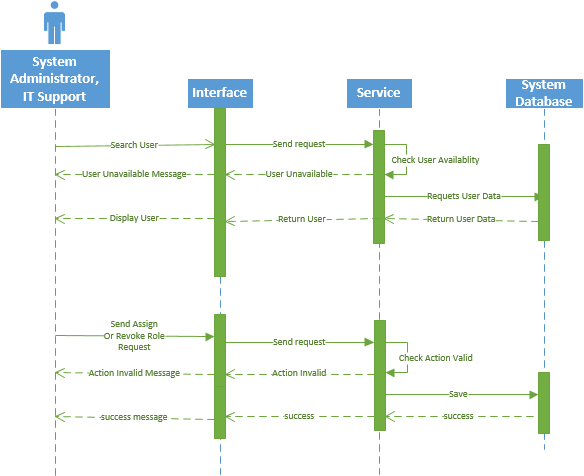 System
Administrator,
IT Support
Interface
Service
System
Database
Search User
Send request
Check User Availablity
User Unavailable Message
User Unavailable
Requets User Data
Display User
Return User
Return User Data
Send Assign
Or Revoke Role
Request
Send request
Check Action Valid
Action Invalid Message
Action Invalid
Save
success message
success
success